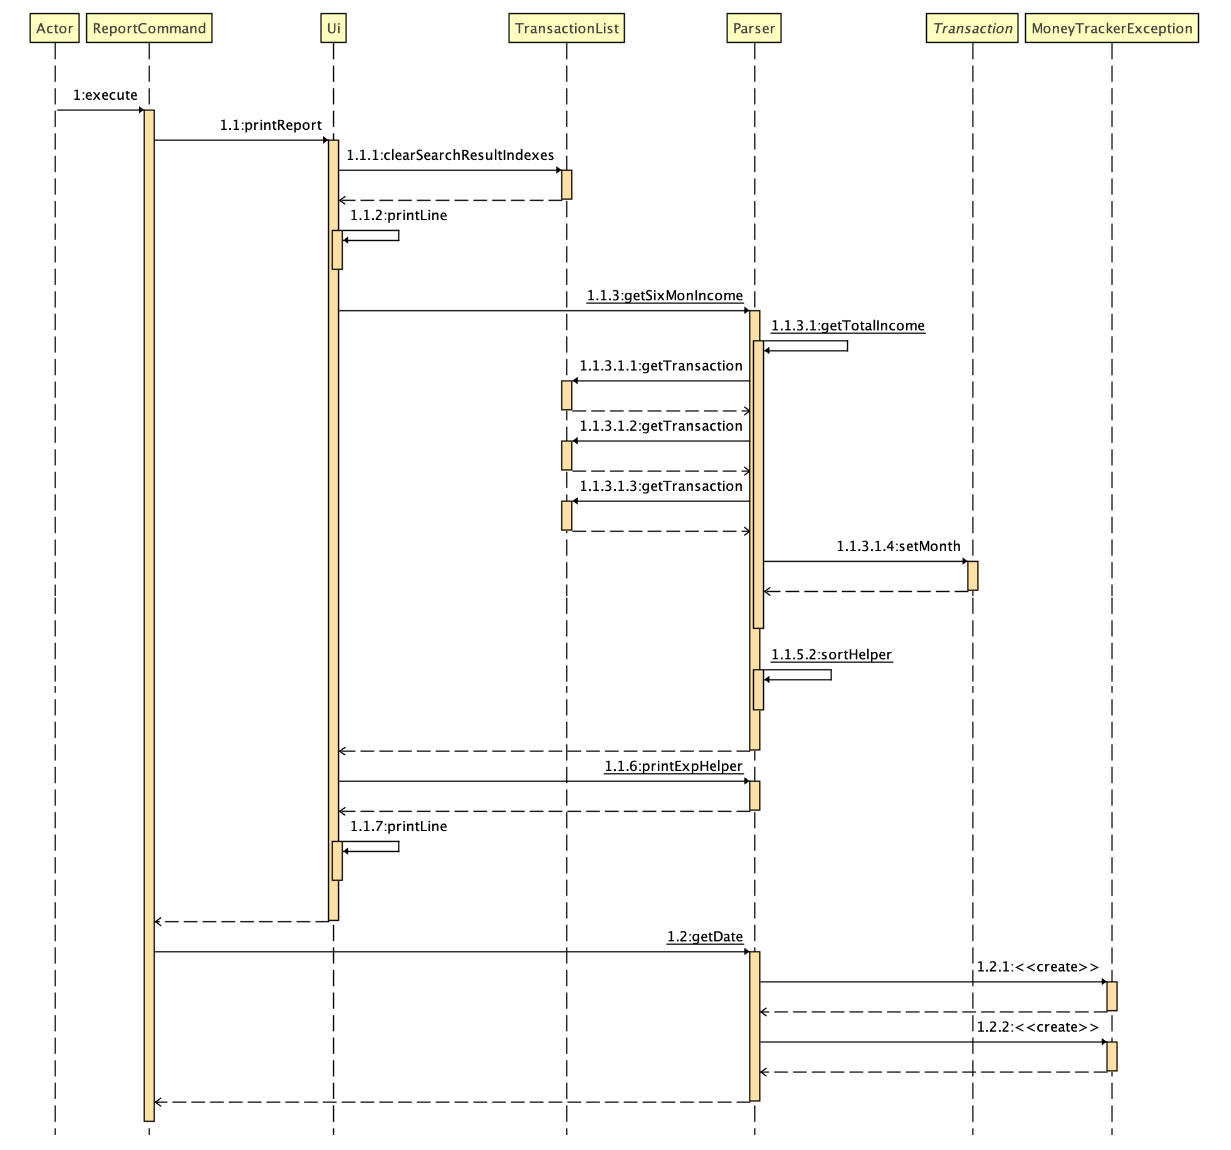 Actor
ReportCommand
Ui
TransactionList
Parser
Transaction
MoneyTrackerException
1:execute
1.1:printReport
1.1.1:clearSearchResultIndexes
1.1.2:printLine
1.1.3:getSixMonIncome
1.1.3.1:getTotalIncome
1.1.3.1.1:getTransaction
1.1.3.1.2:getTransaction
1.1.3.1.3:getTransaction
1.1.3.1.4:setMonth
1.1.5.2:sortHelper
1.1.6:printExpHelper
1.1.7:printLine
1.2:getDate
1.2.1:<<create>>
1.2.2:<<create>>